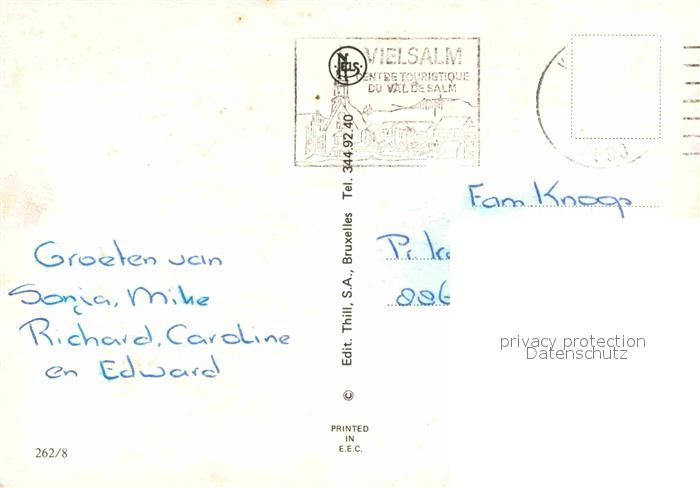 VIELSALM
CENTRE TOURISTIQUE
DU VAL DE SALM
NELS
Fam. Knoop
Groeten van
Sonja, Mike
Richard, Caroline
en Edward
© Edit. Thill, S.A., Bruxelles Tel. 344.92.40
privacy protection
Datenschutz
PRINTED
IN
E.E.C.
262/8